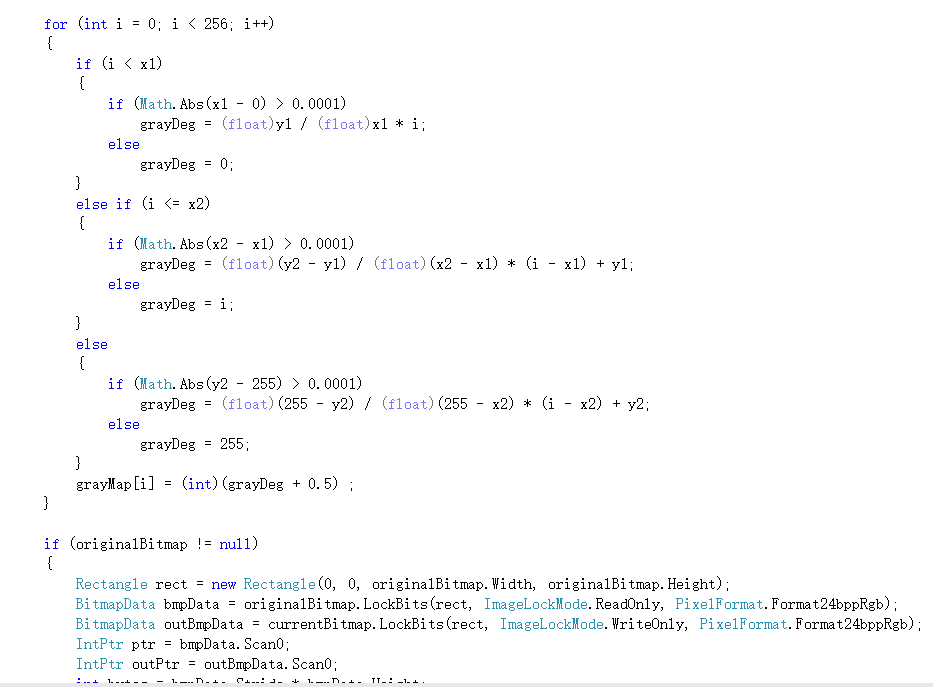 for (int i = 0; i < 256; i++)
{
if (i < x1)
{
if (Math.Abs(x1 - 0) > 0.0001)
grayDeg = (float)y1 / (float)x1 * i;
else
grayDeg = 0;
}
else if (i <= x2)
{
if (Math.Abs(x2 - x1) > 0.0001)
grayDeg = (float)(y2 - y1) / (float)(x2 - x1) * (i - x1) + y1;
else
grayDeg = i;
}
else
{
if (Math.Abs(y2 - 255) > 0.0001)
grayDeg = (float)(255 - y2) / (float)(255 - x2) * (i - x2) + y2;
else
grayDeg = 255;
}
grayMap[i] = (int)(grayDeg + 0.5) ;
}
if (originalBitmap != null)
{
Rectangle rect = new Rectangle(0, 0, originalBitmap.Width, originalBitmap.Height);
BitmapData bmpData = originalBitmap.LockBits(rect, ImageLockMode.ReadOnly, PixelFormat.Format24bppRgb);
BitmapData outBmpData = currentBitmap.LockBits(rect, ImageLockMode.WriteOnly, PixelFormat.Format24bppRgb);
IntPtr ptr = bmpData.Scan0;
IntPtr outPtr = outBmpData.Scan0;